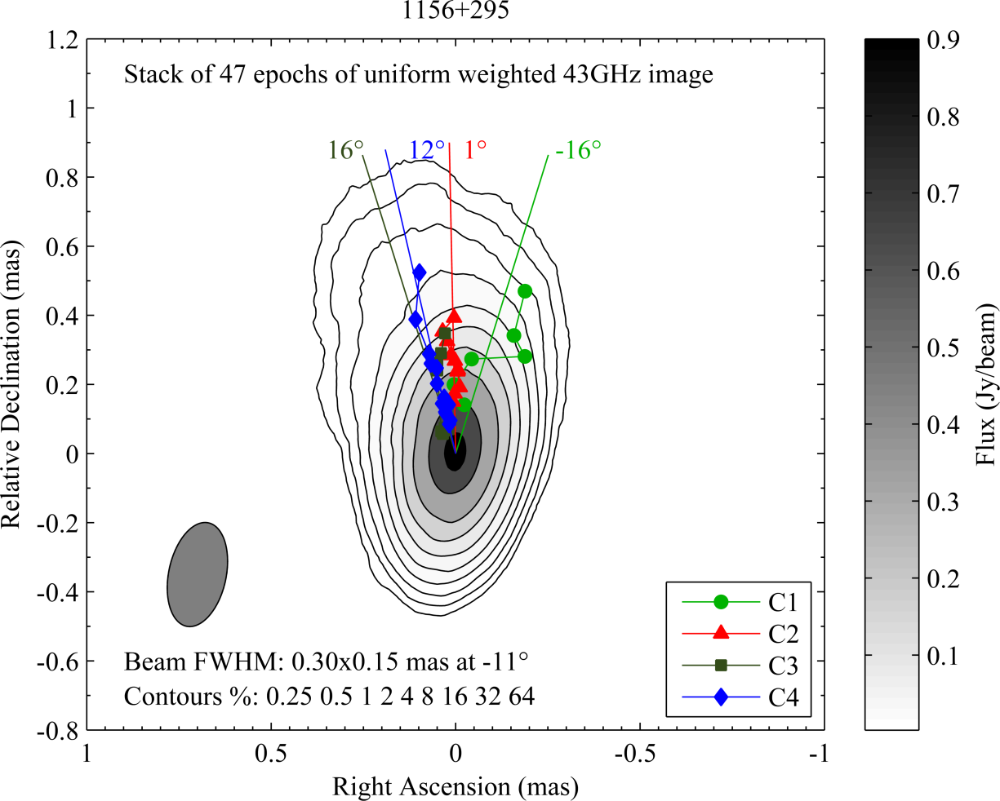 1156+295
1.2
1
0.8
0.6
0.4
0.2
0
-0.2
-0.4
-0.6
-0.8
Relative Declination (mas)
Stack of 47 epochs of uniform weighted 43GHz image
16° 12° 1° -16°
Beam FWHM: 0.30x0.15 mas at -11°
Contours %: 0.25 0.5 1 2 4 8 16 32 64
C1
C2
C3
C4
1 0.5 0 -0.5 -1
Right Ascension (mas)
0.9
0.8
0.7
0.6
0.5
0.4
0.3
0.2
0.1
Flux (Jy/beam)